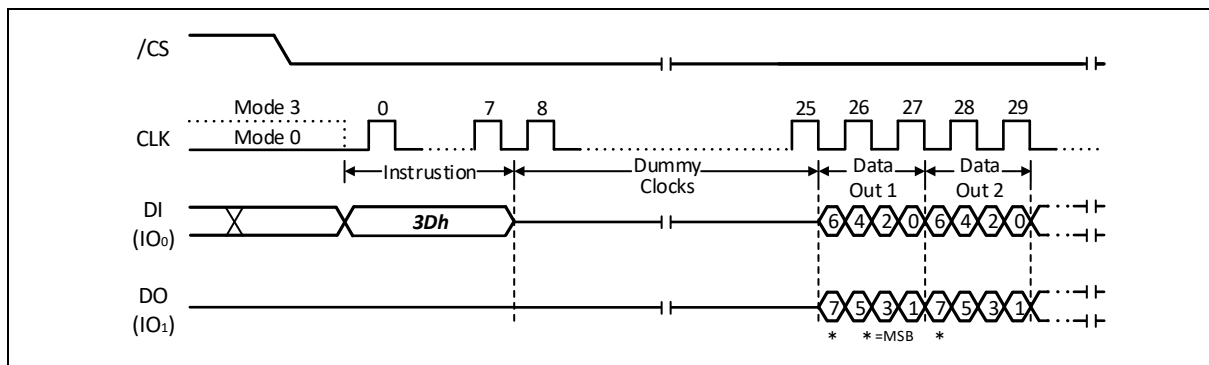 /CS
Mode 3 0 7 8 25 26 27 28 29
CLK Mode 0
Instrustion Dummy Clocks Data Out 1 Data Out 2
DI (IO0) 3Dh 6 4 2 0 6 4 2 0
DO (IO1) 7 5 3 1 7 5 3 1
* * =MSB *